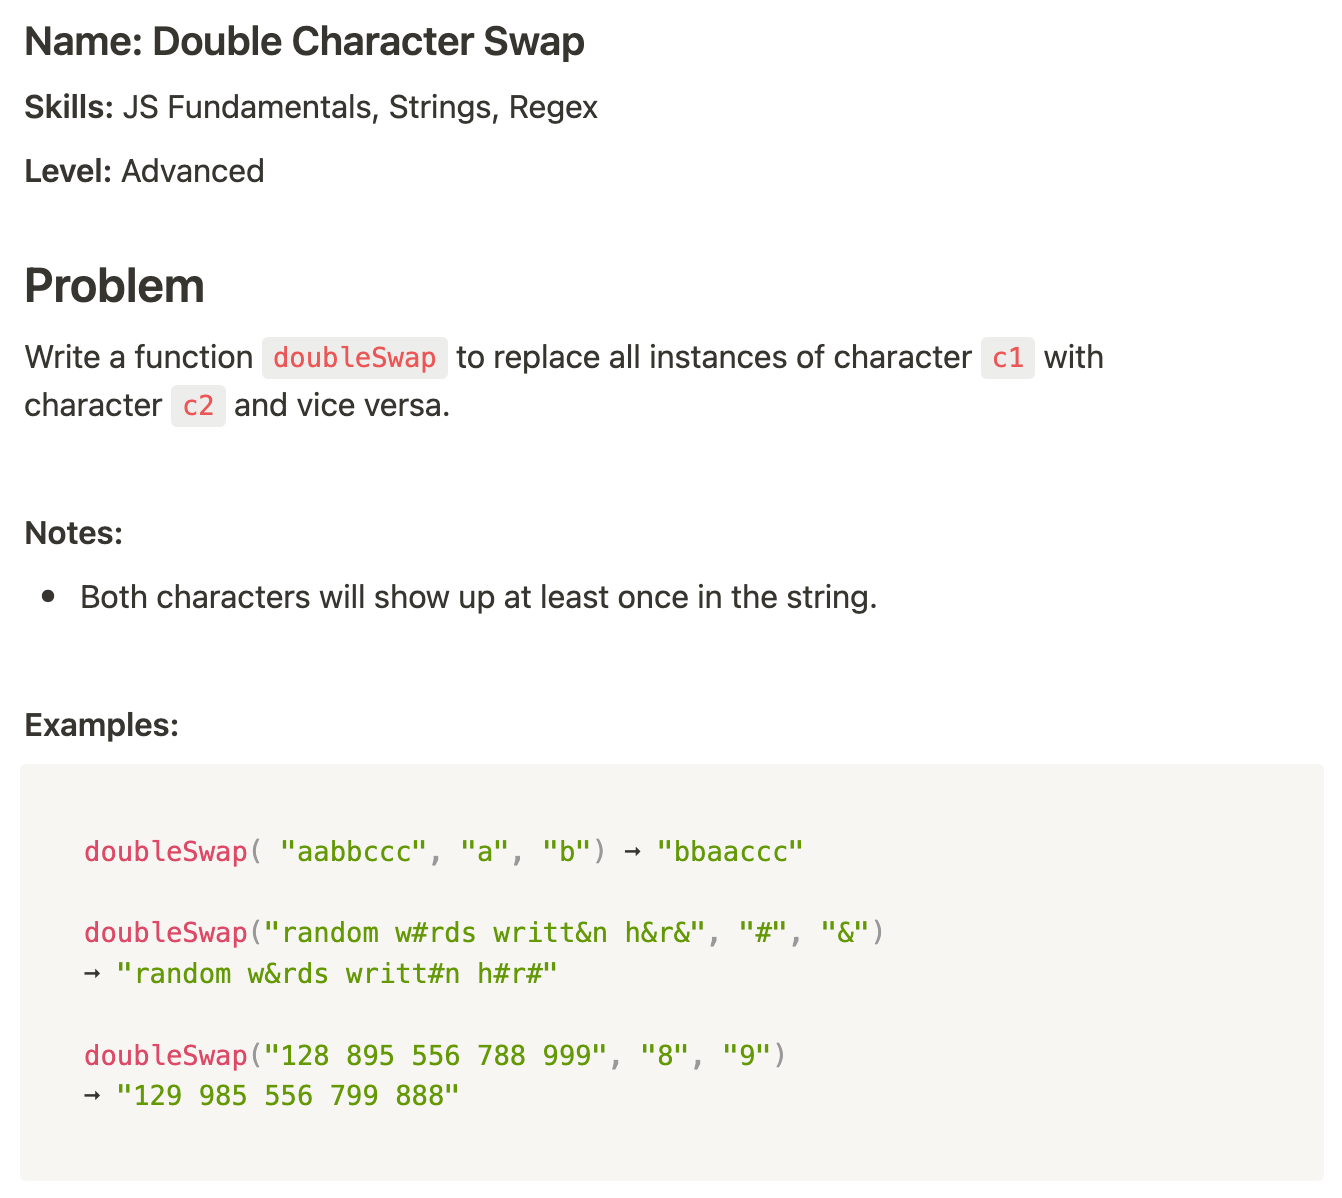 Name: Double Character Swap
Skills: JS Fundamentals, Strings, Regex
Level: Advanced
Problem
Write a function doubleSwap to replace all instances of character c1 with
character c2 and vice versa.
Notes:
• Both characters will show up at least once in the string.
Examples:
doubleSwap( "aabbccc", "a", "b") → "bbaaccc"
doubleSwap("random w#rds writt&n h&r&", "#", "&")
→ "random w&rds writt#n h#r#"
doubleSwap("128 895 556 788 999", "8", "9")
→ "129 985 556 799 888"